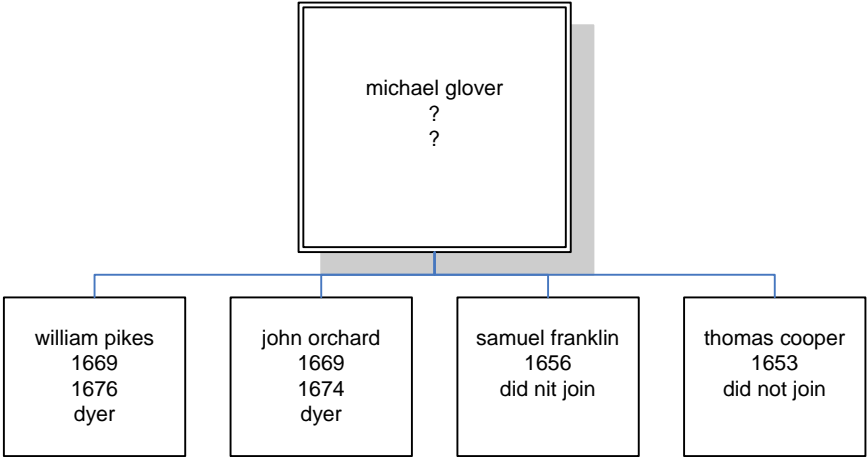 michael glover
?
?
william pikes
1669
1676
dyer
john orchard
1669
1674
dyer
samuel franklin
1656
did nit join
thomas cooper
1653
did not join